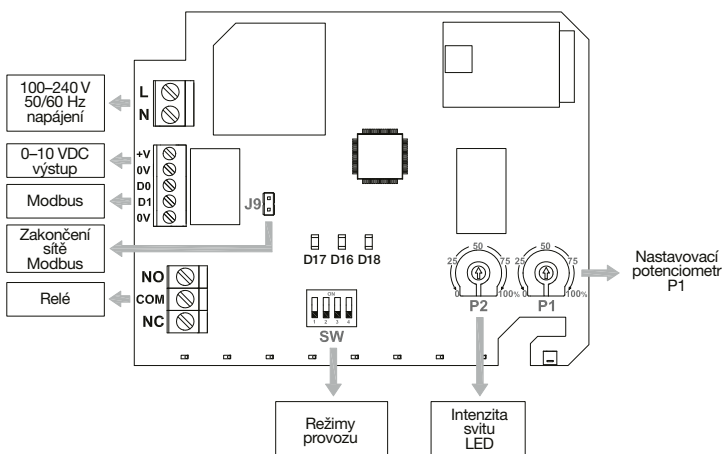 100–240 V
50/60 Hz
napájení
L
N
0–10 VDC
výstup
+V
0V
D0
D1
0V
Modbus
J9
Zakončení
sítě
Modbus
D17 D16 D18
NO
COM
NC
Relé
ON
1 2 3 4
SW
0 25 50 75 100%
P2
0 25 50 75 100%
P1
Nastavovací
potenciometr
P1
Režimy
provozu
Intenzita
svitu
LED